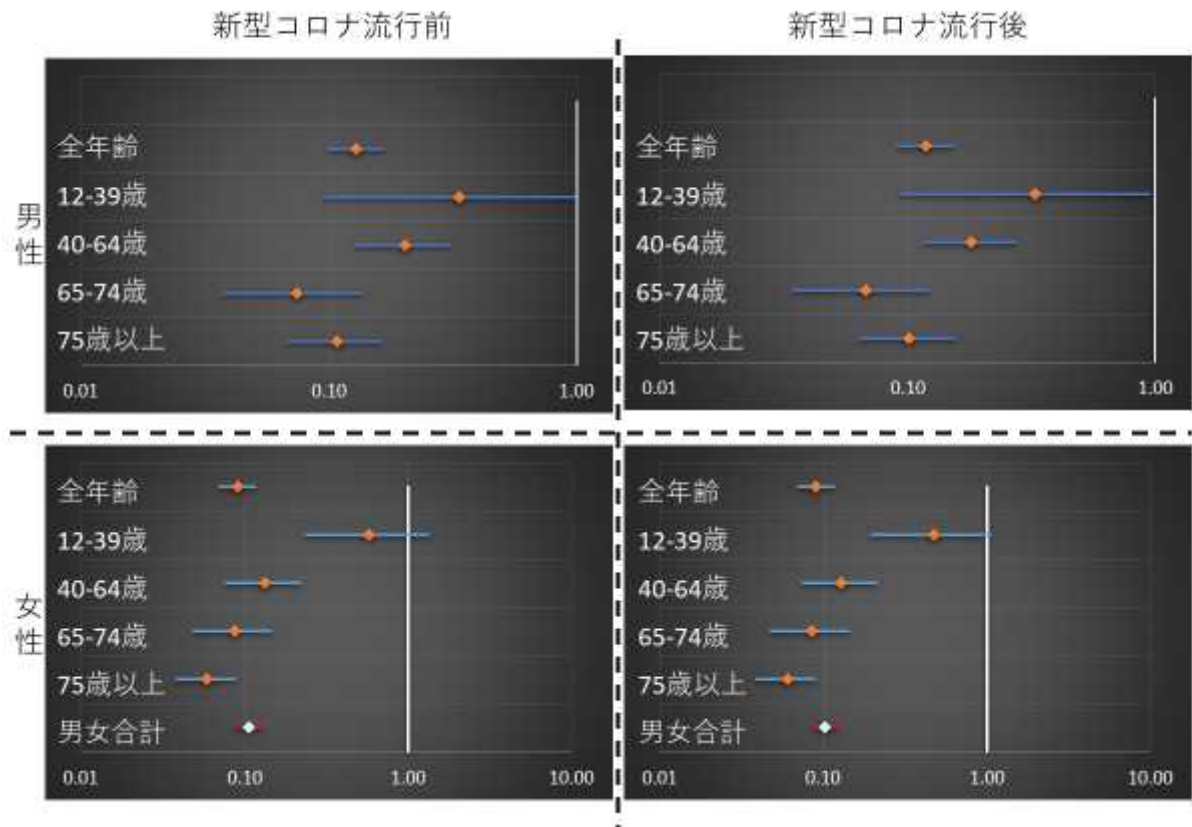 新型コロナ流行前
新型コロナ流行後
男性
全年齢
12-39歳
40-64歳
65-74歳
75歳以上
0.01 0.10 1.00
全年齢
12-39歳
40-64歳
65-74歳
75歳以上
0.01 0.10 1.00
女性
全年齢
12-39歳
40-64歳
65-74歳
75歳以上
男女合計
0.01 0.10 1.00 10.00
全年齢
12-39歳
40-64歳
65-74歳
75歳以上
男女合計
0.01 0.10 1.00 10.00